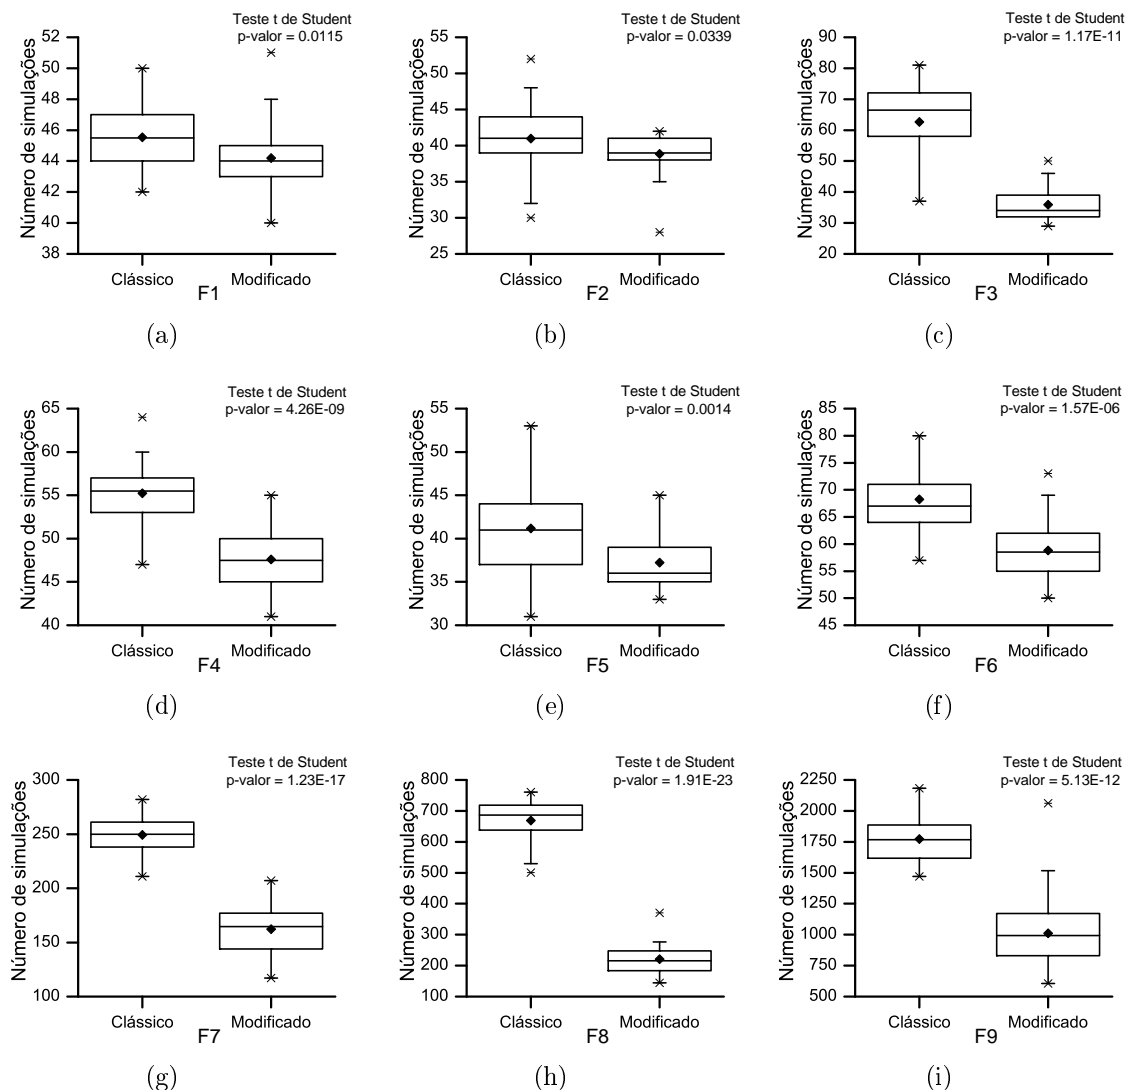 Teste t de Student
p-valor = 0.0115
Número de simulações
52
50
48
46
44
42
40
38
Clássico Modificado
F1
(a)
Teste t de Student
p-valor = 0.0339
Número de simulações
55
50
45
40
35
30
25
Clássico Modificado
F2
(b)
Teste t de Student
p-valor = 1.17E-11
Número de simulações
90
80
70
60
50
40
30
20
Clássico Modificado
F3
(c)
Teste t de Student
p-valor = 4.26E-09
Número de simulações
65
60
55
50
45
40
Clássico Modificado
F4
(d)
Teste t de Student
p-valor = 0.0014
Número de simulações
55
50
45
40
35
30
Clássico Modificado
F5
(e)
Teste t de Student
p-valor = 1.57E-06
Número de simulações
85
80
75
70
65
60
55
50
45
Clássico Modificado
F6
(f)
Teste t de Student
p-valor = 1.23E-17
Número de simulações
300
250
200
150
100
Clássico Modificado
F7
(g)
Teste t de Student
p-valor = 1.91E-23
Número de simulações
800
700
600
500
400
300
200
100
Clássico Modificado
F8
(h)
Teste t de Student
p-valor = 5.13E-12
Número de simulações
2250
2000
1750
1500
1250
1000
750
500
Clássico Modificado
F9
(i)